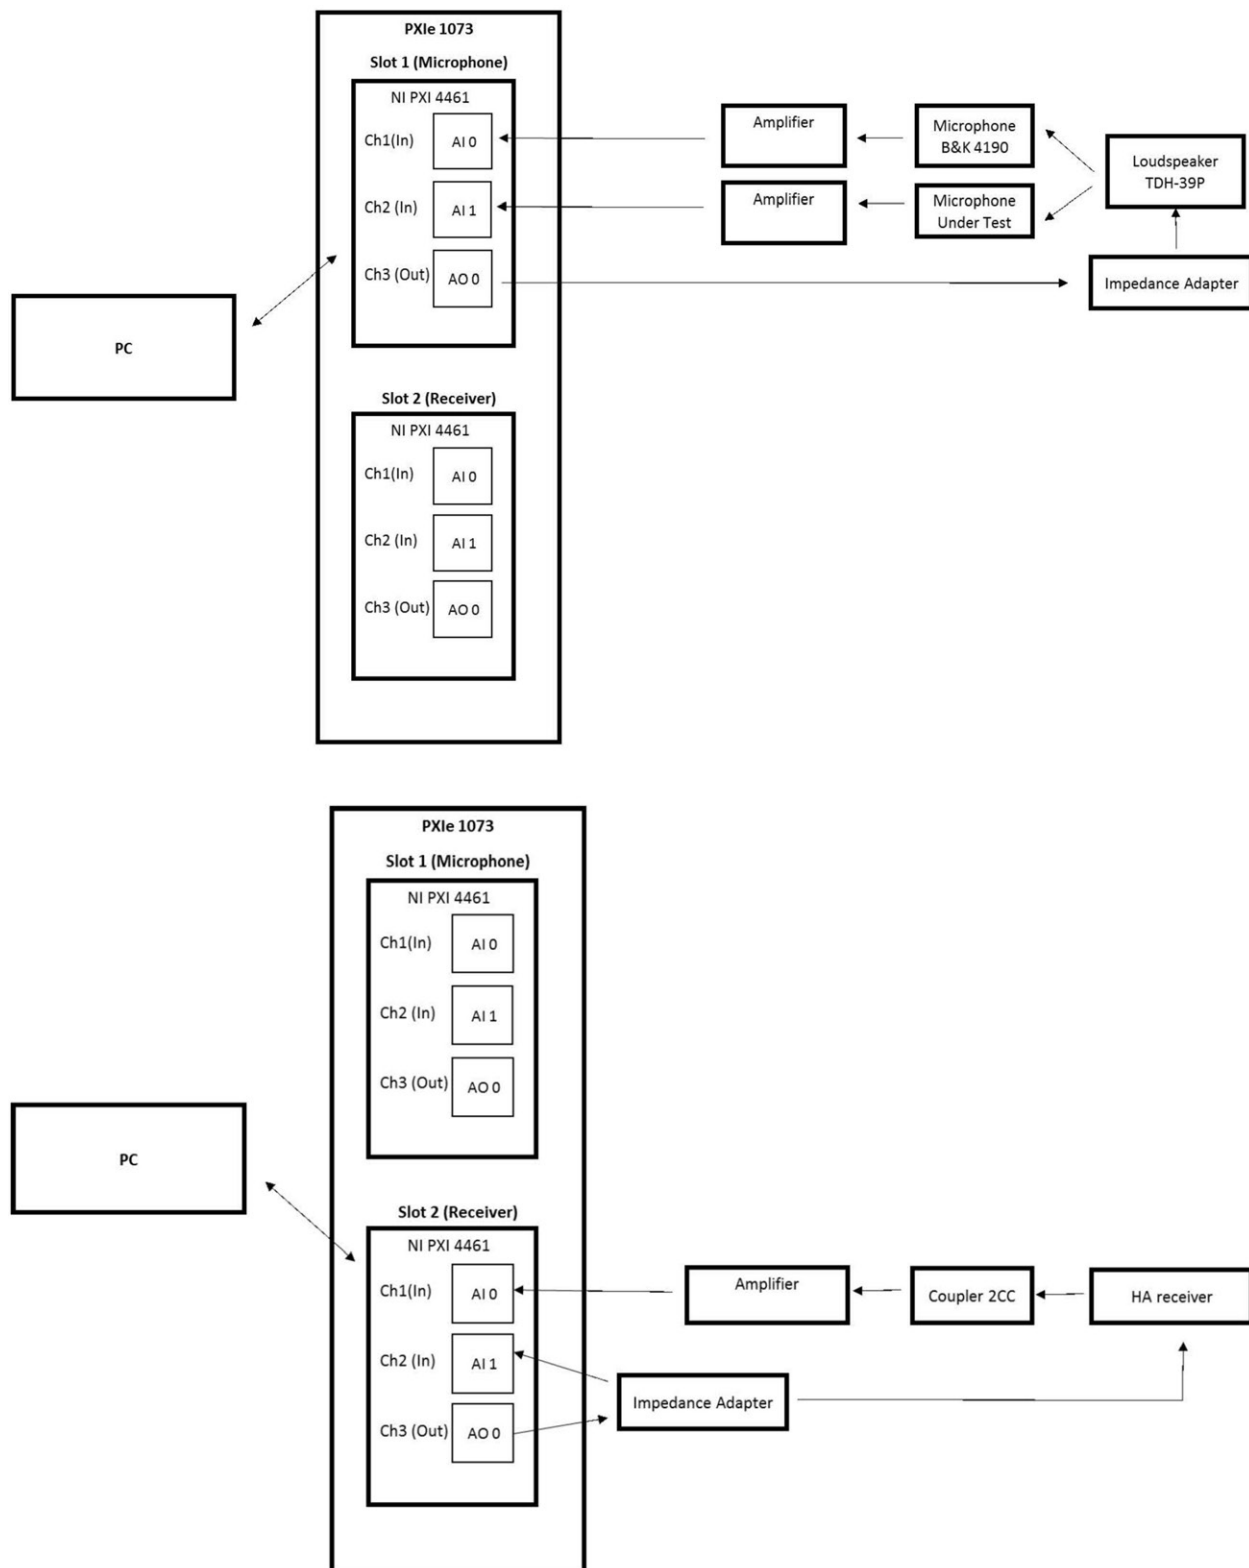 PXIe 1073
Slot 1 (Microphone)
NI PXI 4461
Ch1(In)
AI 0
Ch2 (In)
AI 1
Ch3 (Out)
AO 0
Amplifier
Microphone
B&K 4190
Amplifier
Microphone
Under Test
Loudspeaker
TDH-39P
Impedance Adapter
PC
Slot 2 (Receiver)
NI PXI 4461
Ch1(In)
AI 0
Ch2 (In)
AI 1
Ch3 (Out)
AO 0
PXIe 1073
Slot 1 (Microphone)
NI PXI 4461
Ch1(In)
AI 0
Ch2 (In)
AI 1
Ch3 (Out)
AO 0
PC
Slot 2 (Receiver)
NI PXI 4461
Ch1(In)
AI 0
Ch2 (In)
AI 1
Ch3 (Out)
AO 0
Amplifier
Coupler 2CC
HA receiver
Impedance Adapter